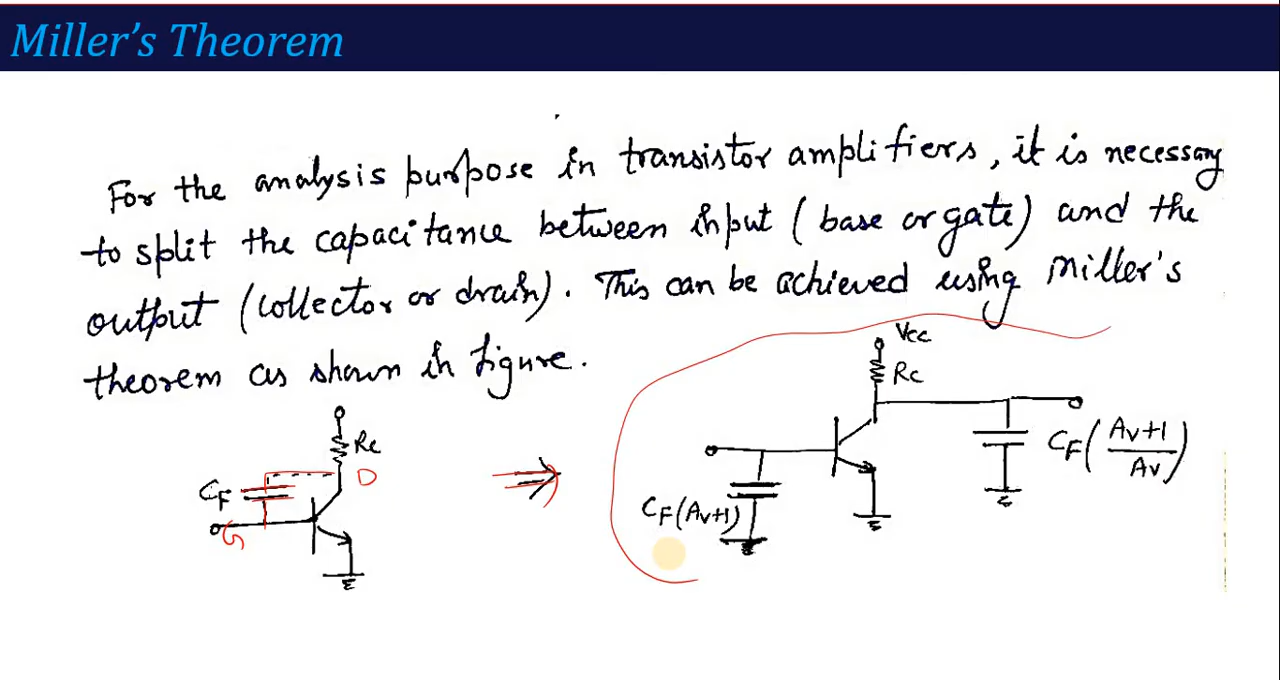 Miller's Theorem
For the analysis purpose in transistor amplifiers, it is necessary
to split the capacitance between input (base or gate) and the
output (collector or drain). This can be achieved using Miller's
theorem as shown in figure.
Vcc
Rc
Rc
CF
D
G
CF(Av+1)
CF(Av+1/Av)